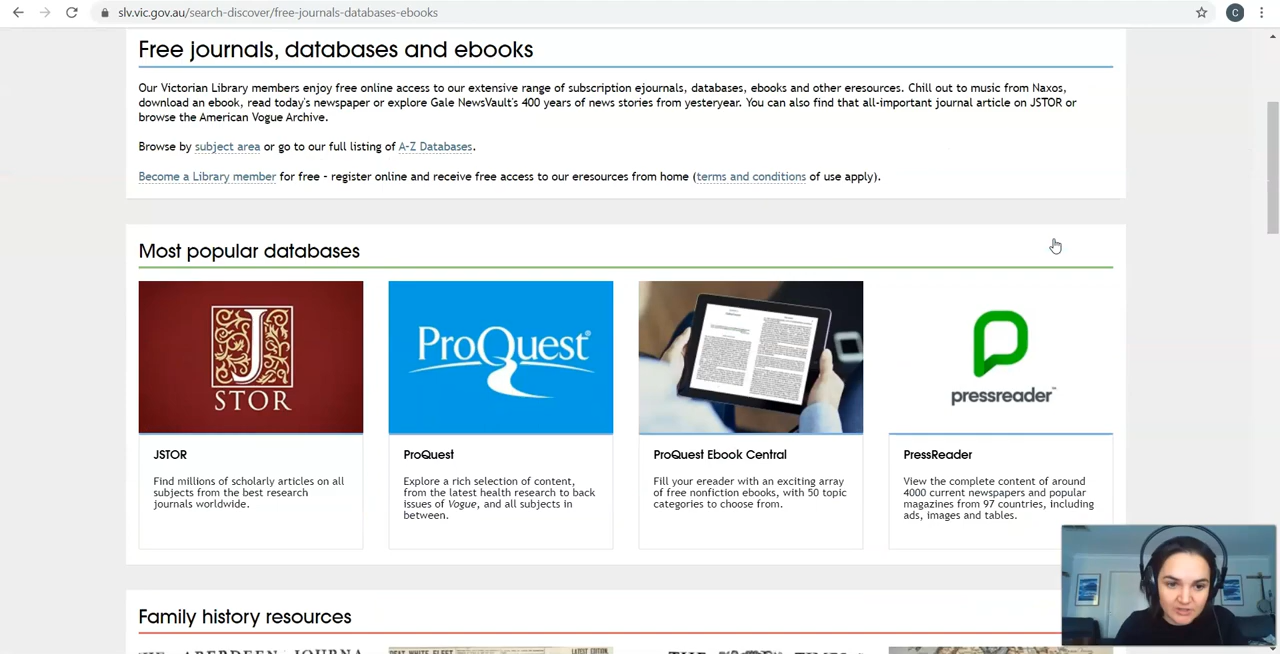 slv.vic.gov.au/search-discover/free-journals-databases-ebooks
C
Free journals, databases and ebooks
Our Victorian Library members enjoy free online access to our extensive range of subscription ejournals, databases, ebooks and other eresources. Chill out to music from Naxos,
download an ebook, read today's newspaper or explore Gale NewsVault's 400 years of news stories from yesteryear. You can also find that all-important journal article on JSTOR or
browse the American Vogue Archive.
Browse by subject area or go to our full listing of A-Z Databases.
Become a Library member for free - register online and receive free access to our eresources from home (terms and conditions of use apply).
Most popular databases
J
STOR
ProQuest®
pressreader™
JSTOR
Find millions of scholarly articles on all
subjects from the best research
journals worldwide.
ProQuest
Explore a rich selection of content,
from the latest health research to back
issues of Vogue, and all subjects in
between.
ProQuest Ebook Central
Fill your ereader with an exciting array
of free nonfiction ebooks, with 50 topic
categories to choose from.
PressReader
View the complete content of around
4000 current newspapers and popular
magazines from 97 countries, including
ads, images and tables.
Family history resources